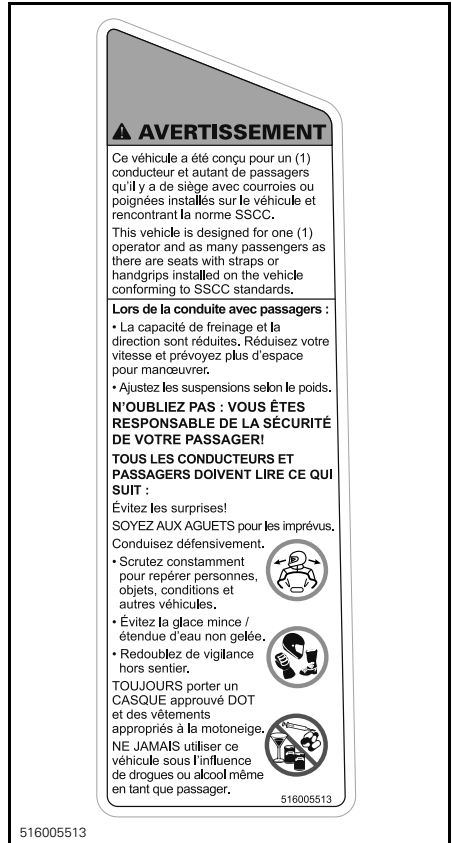 AVERTISSEMENT
Ce véhicule a été conçu pour un (1)
conducteur et autant de passagers
qu'il y a de siège avec courroies ou
poignées installés sur le véhicule et
rencontrant la norme SSCC.
This vehicle is designed for one (1)
operator and as many passengers as
there are seats with straps or
handgrips installed on the vehicle
conforming to SSCC standards.
Lors de la conduite avec passagers :
• La capacité de freinage et la
direction sont réduites. Réduisez votre
vitesse et prévoyez plus d'espace
pour manœuvrer.
• Ajustez les suspensions selon le poids.
N'OUBLIEZ PAS : VOUS ÊTES
RESPONSABLE DE LA SÉCURITÉ
DE VOTRE PASSAGER!
TOUS LES CONDUCTEURS ET
PASSAGERS DOIVENT LIRE CE QUI
SUIT :
Évitez les surprises!
SOYEZ AUX AGUETS pour les imprévus.
Conduisez défensivement.
• Scrutez constamment
pour repérer personnes,
objets, conditions et
autres véhicules.
• Évitez la glace mince /
étendue d'eau non gelée.
• Redoublez de vigilance
hors sentier.
TOUJOURS porter un
CASQUE approuvé DOT
et des vêtements
appropriés à la motoneige.
NE JAMAIS utiliser ce
véhicule sous l'influence
de drogues ou alcool même
en tant que passager.
516005513
516005513